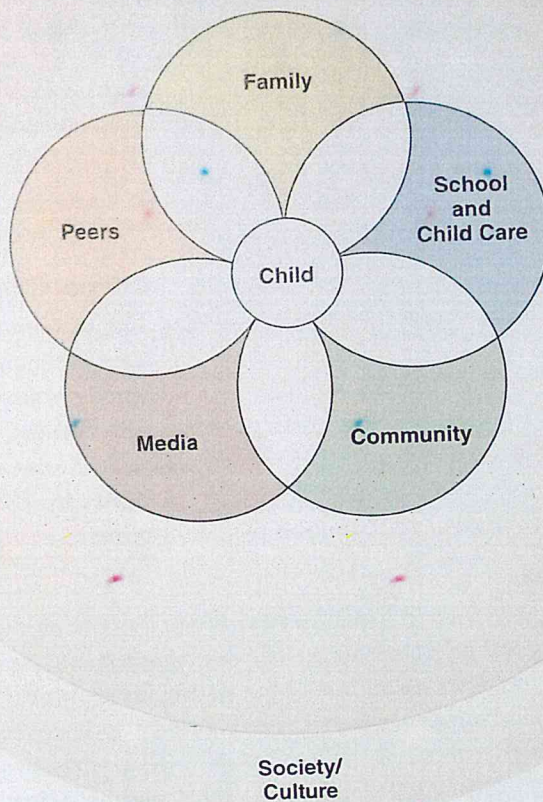 Family
School
and
Child Care
Peers
Child
Media
Community
Society/
Culture